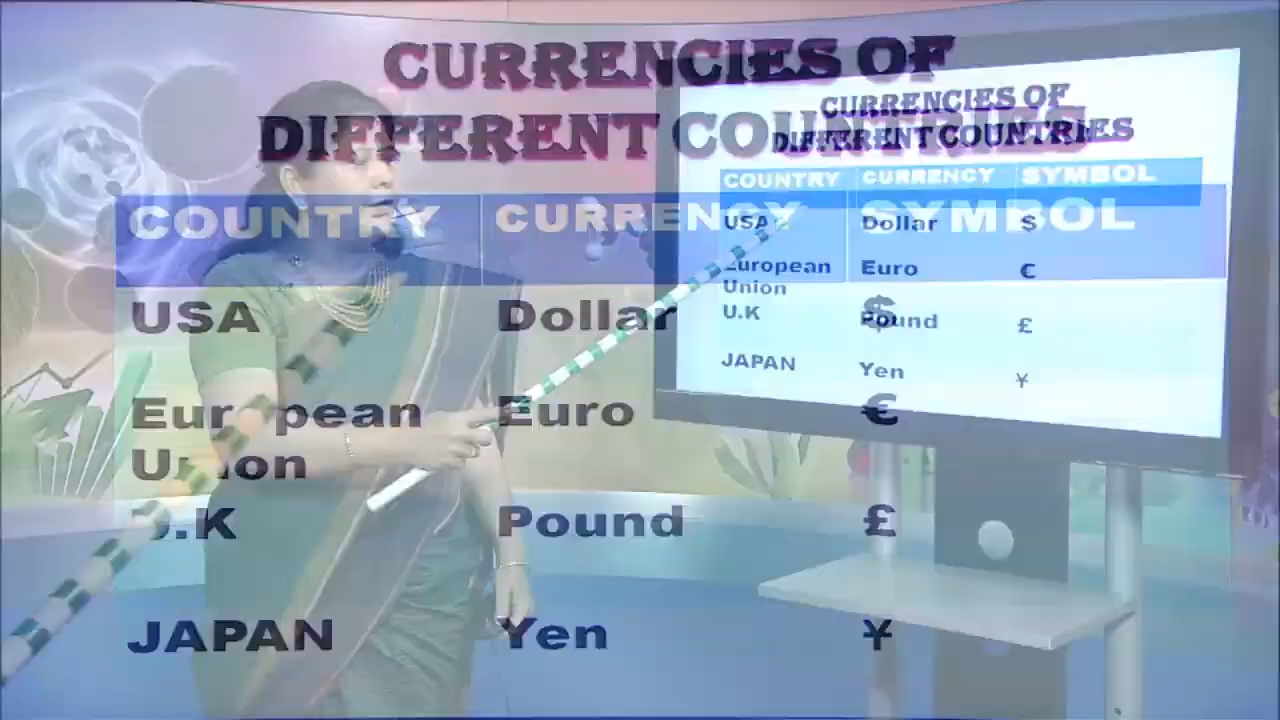 CURRENCIES OF
DIFFERENT COUNTRIES
COUNTRY CURRENCY SYMBOL
USA Dollar $
European Euro €
Union
U.K Pound £
JAPAN Yen ¥
CURRENCIES OF
DIFFERENT COUNTRIES
COUNTRY CURRENCY SYMBOL
USA Dollar $
European Euro €
Union
U.K Pound £
JAPAN Yen ¥